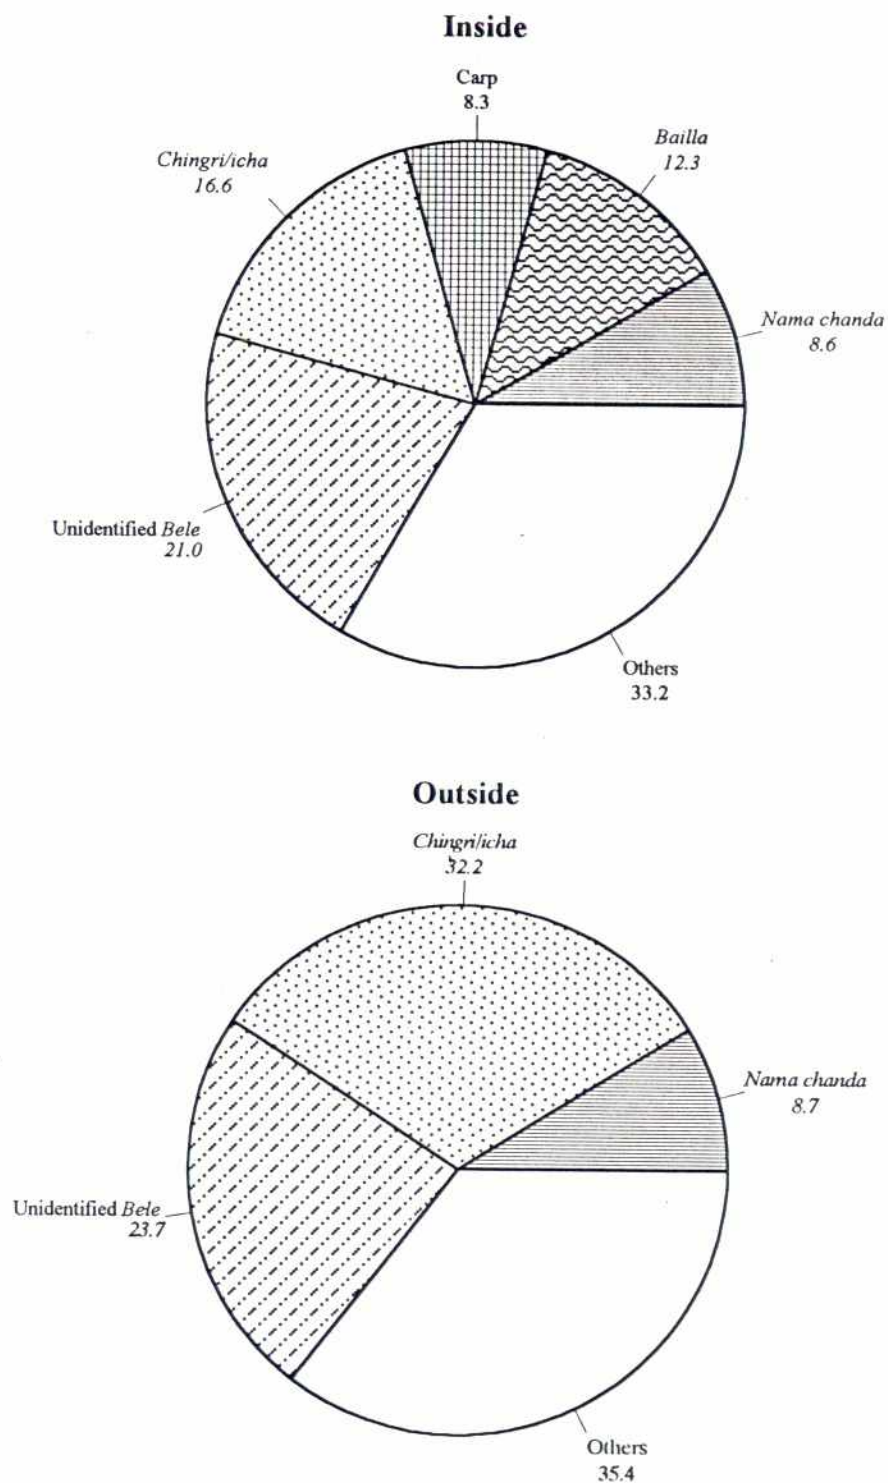 Inside
Carp
8.3
Bailla
12.3
Chingri/icha
16.6
Nama chanda
8.6
Unidentified Bele
21.0
Others
33.2
Outside
Chingri/icha
32.2
Nama chanda
8.7
Unidentified Bele
23.7
Others
35.4